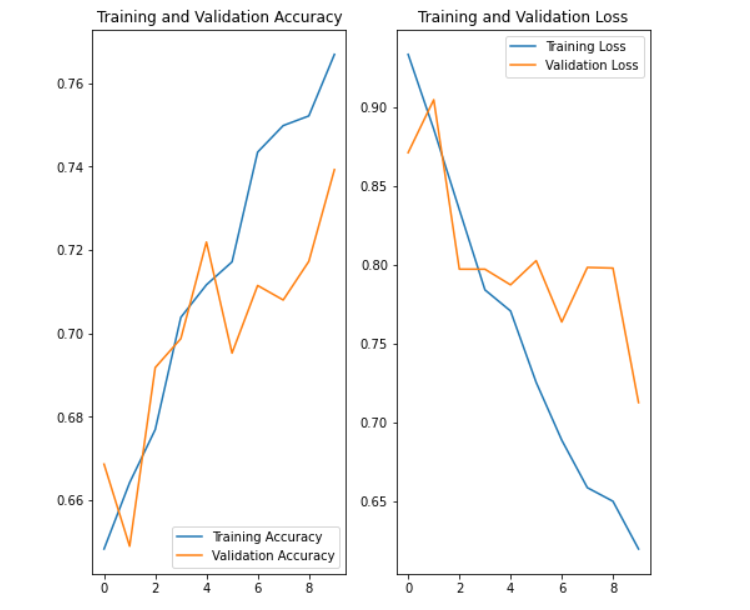 Training and Validation Accuracy
0.76
0.74
0.72
0.70
0.68
0.66
Training Accuracy
Validation Accuracy
0 2 4 6 8
Training and Validation Loss
Training Loss
Validation Loss
0.90
0.85
0.80
0.75
0.70
0.65
0 2 4 6 8